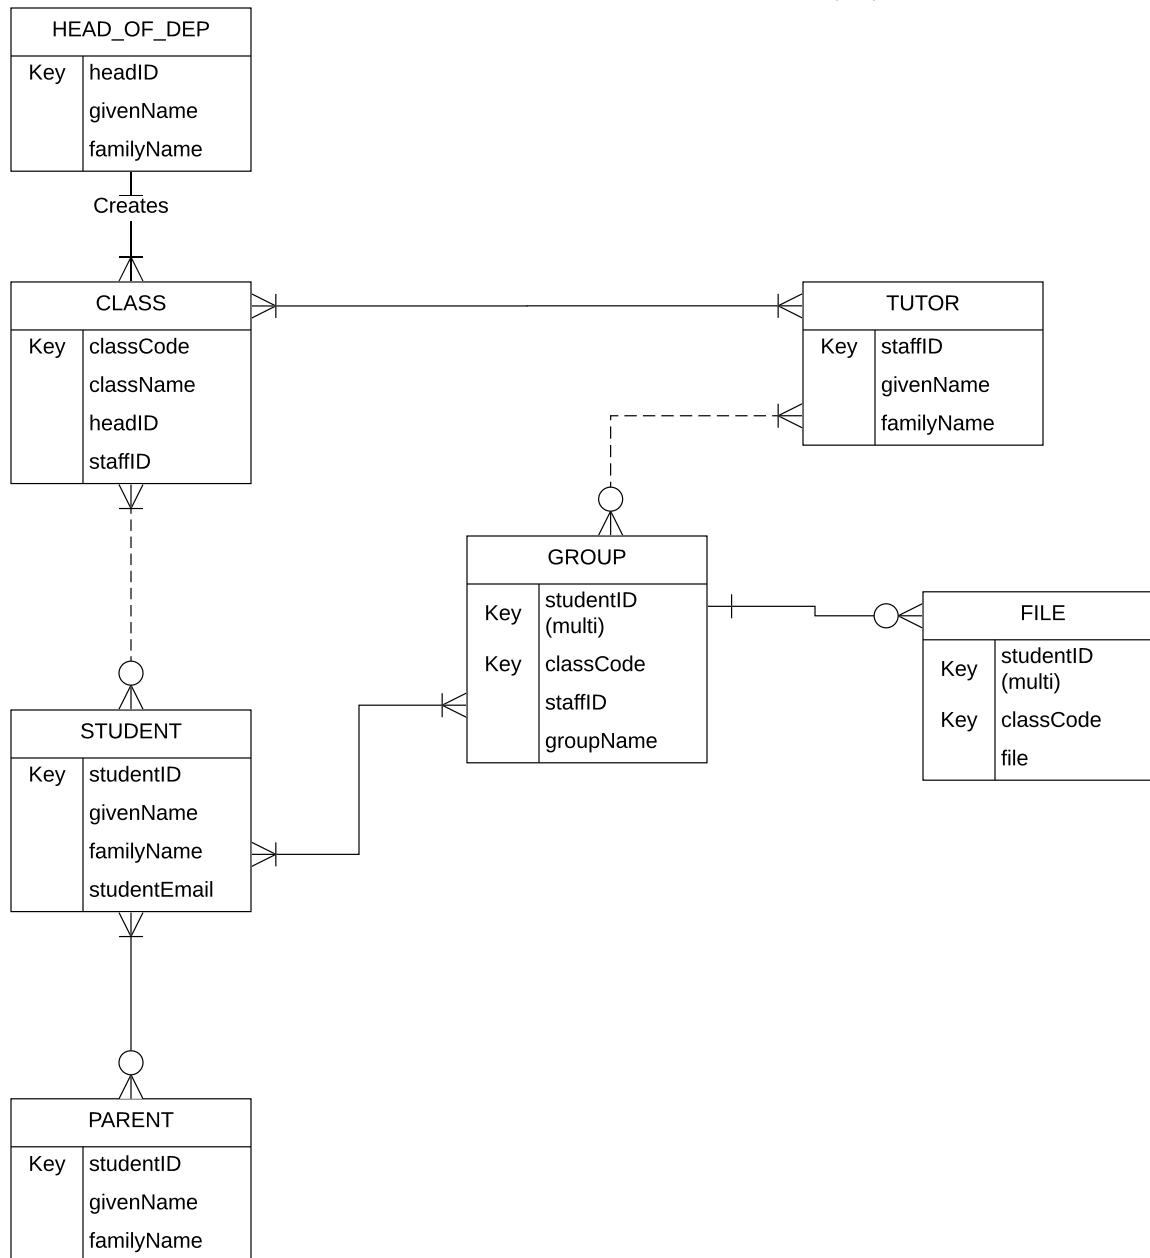 HEAD_OF_DEP
Key headID
givenName
familyName
Creates
CLASS
Key classCode
className
headID
staffID
TUTOR
Key staffID
givenName
familyName
GROUP
Key studentID
(multi)
Key classCode
staffID
groupName
FILE
Key studentID
(multi)
Key classCode
file
STUDENT
Key studentID
givenName
familyName
studentEmail
PARENT
Key studentID
givenName
familyName